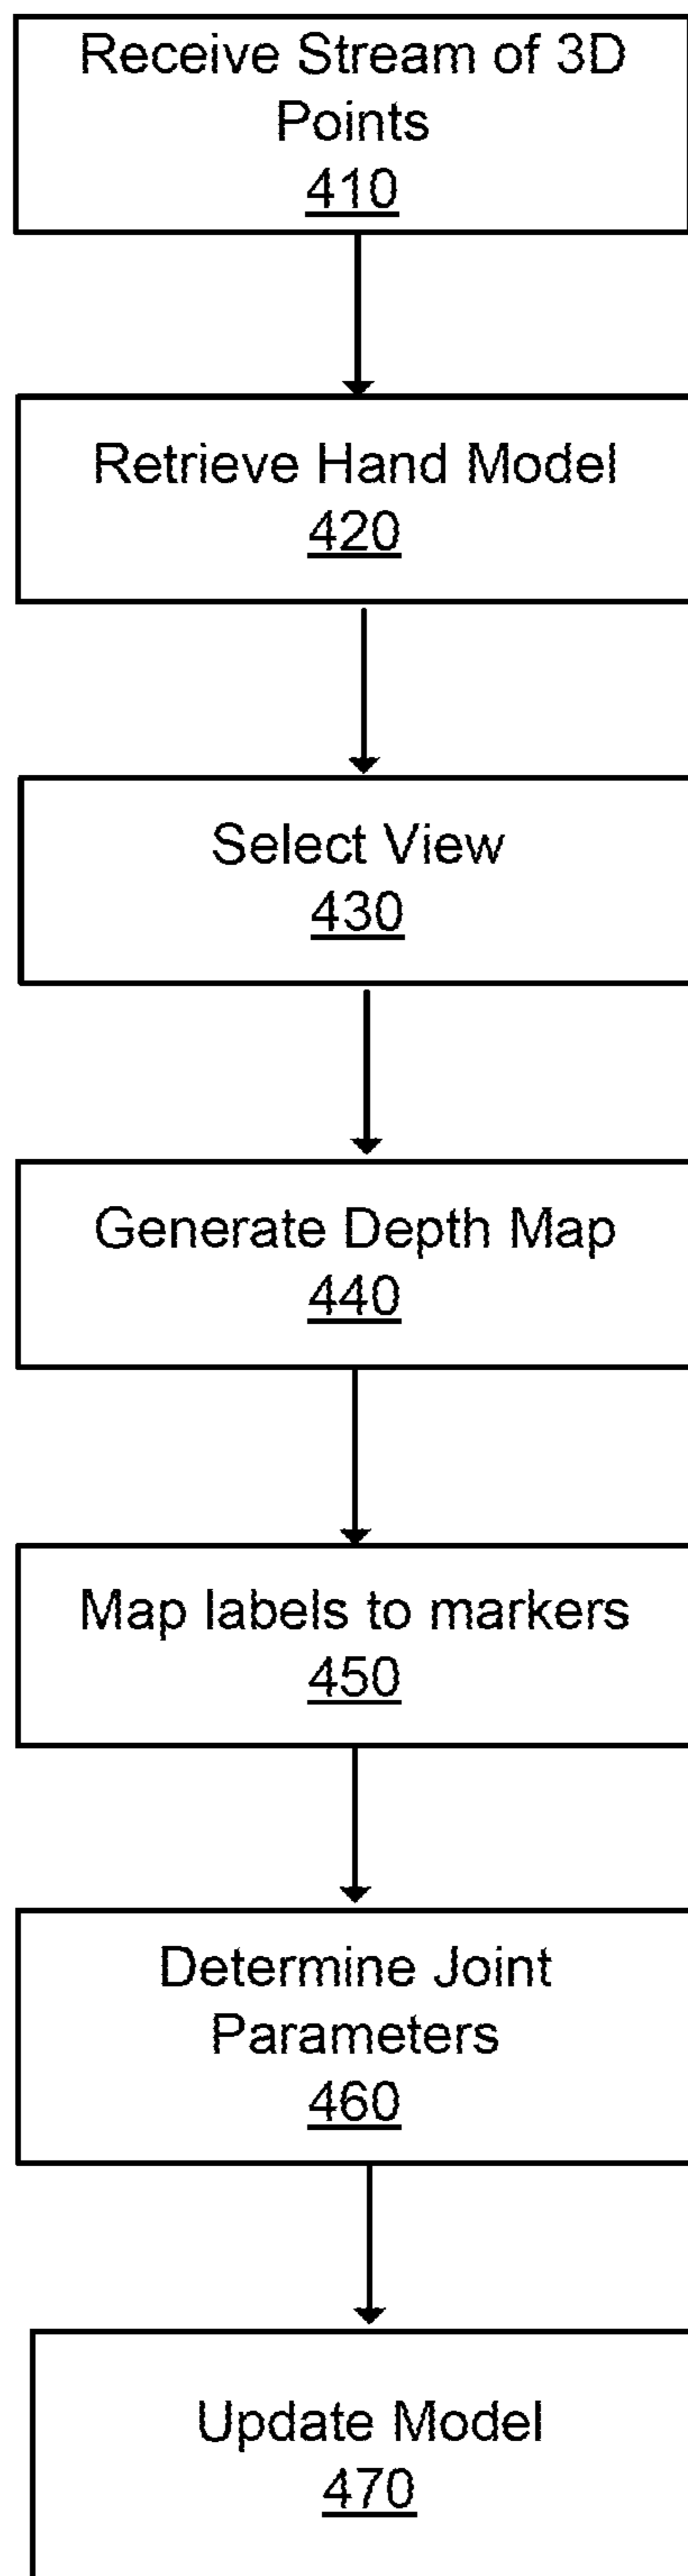 Receive Stream of 3D
Points
410
Retrieve Hand Model
420
Select View
430
Generate Depth Map
440
Map labels to markers
450
Determine Joint
Parameters
460
Update Model
470